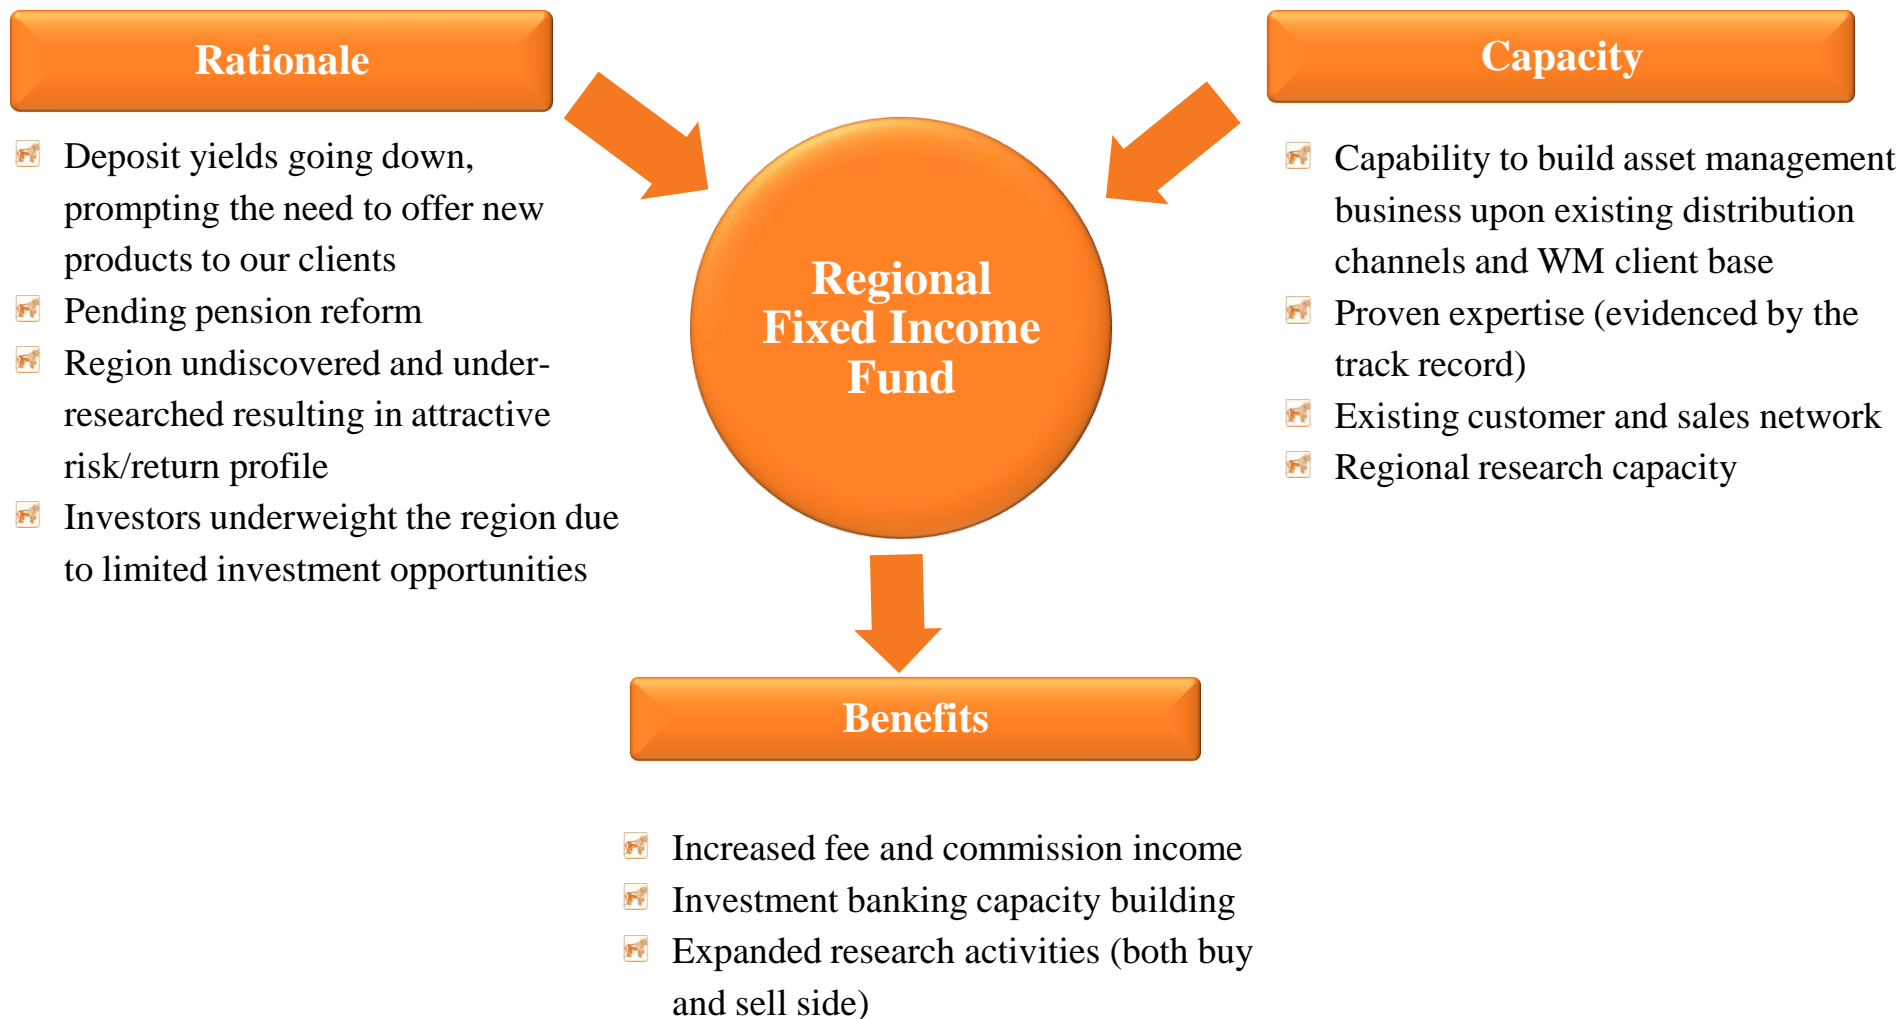 Rationale
Deposit yields going down,
prompting the need to offer new
products to our clients
Pending pension reform
Region undiscovered and under-
researched resulting in attractive
risk/return profile
Investors underweight the region due
to limited investment opportunities
Regional
Fixed Income
Fund
Capacity
Capability to build asset management
business upon existing distribution
channels and WM client base
Proven expertise (evidenced by the
track record)
Existing customer and sales network
Regional research capacity
Benefits
Increased fee and commission income
Investment banking capacity building
Expanded research activities (both buy
and sell side)